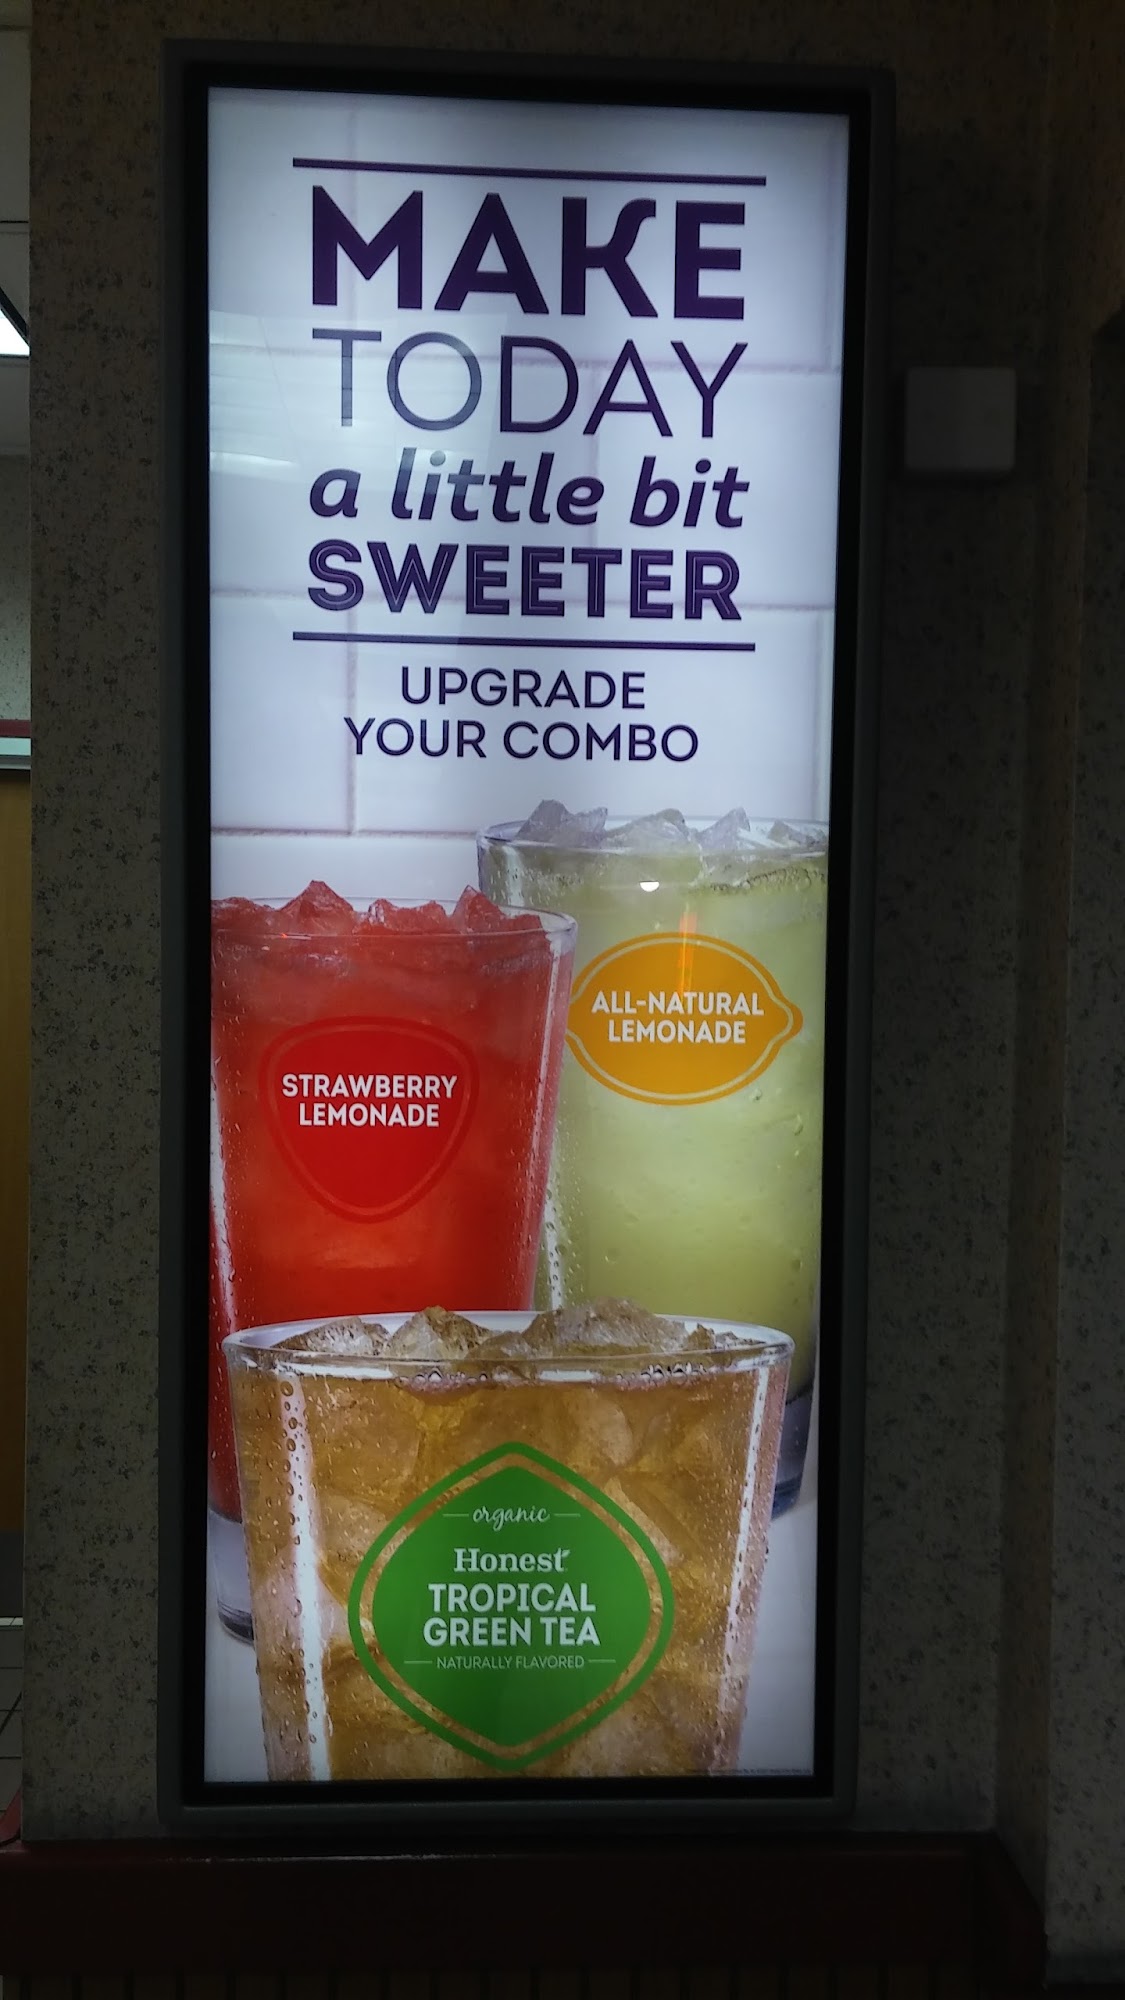 MAKE
TODAY
a little bit
SWEETER
UPGRADE
YOUR COMBO
ALL-NATURAL
LEMONADE
STRAWBERRY
LEMONADE
organic
Honest
TROPICAL
GREEN TEA
NATURALLY FLAVORED